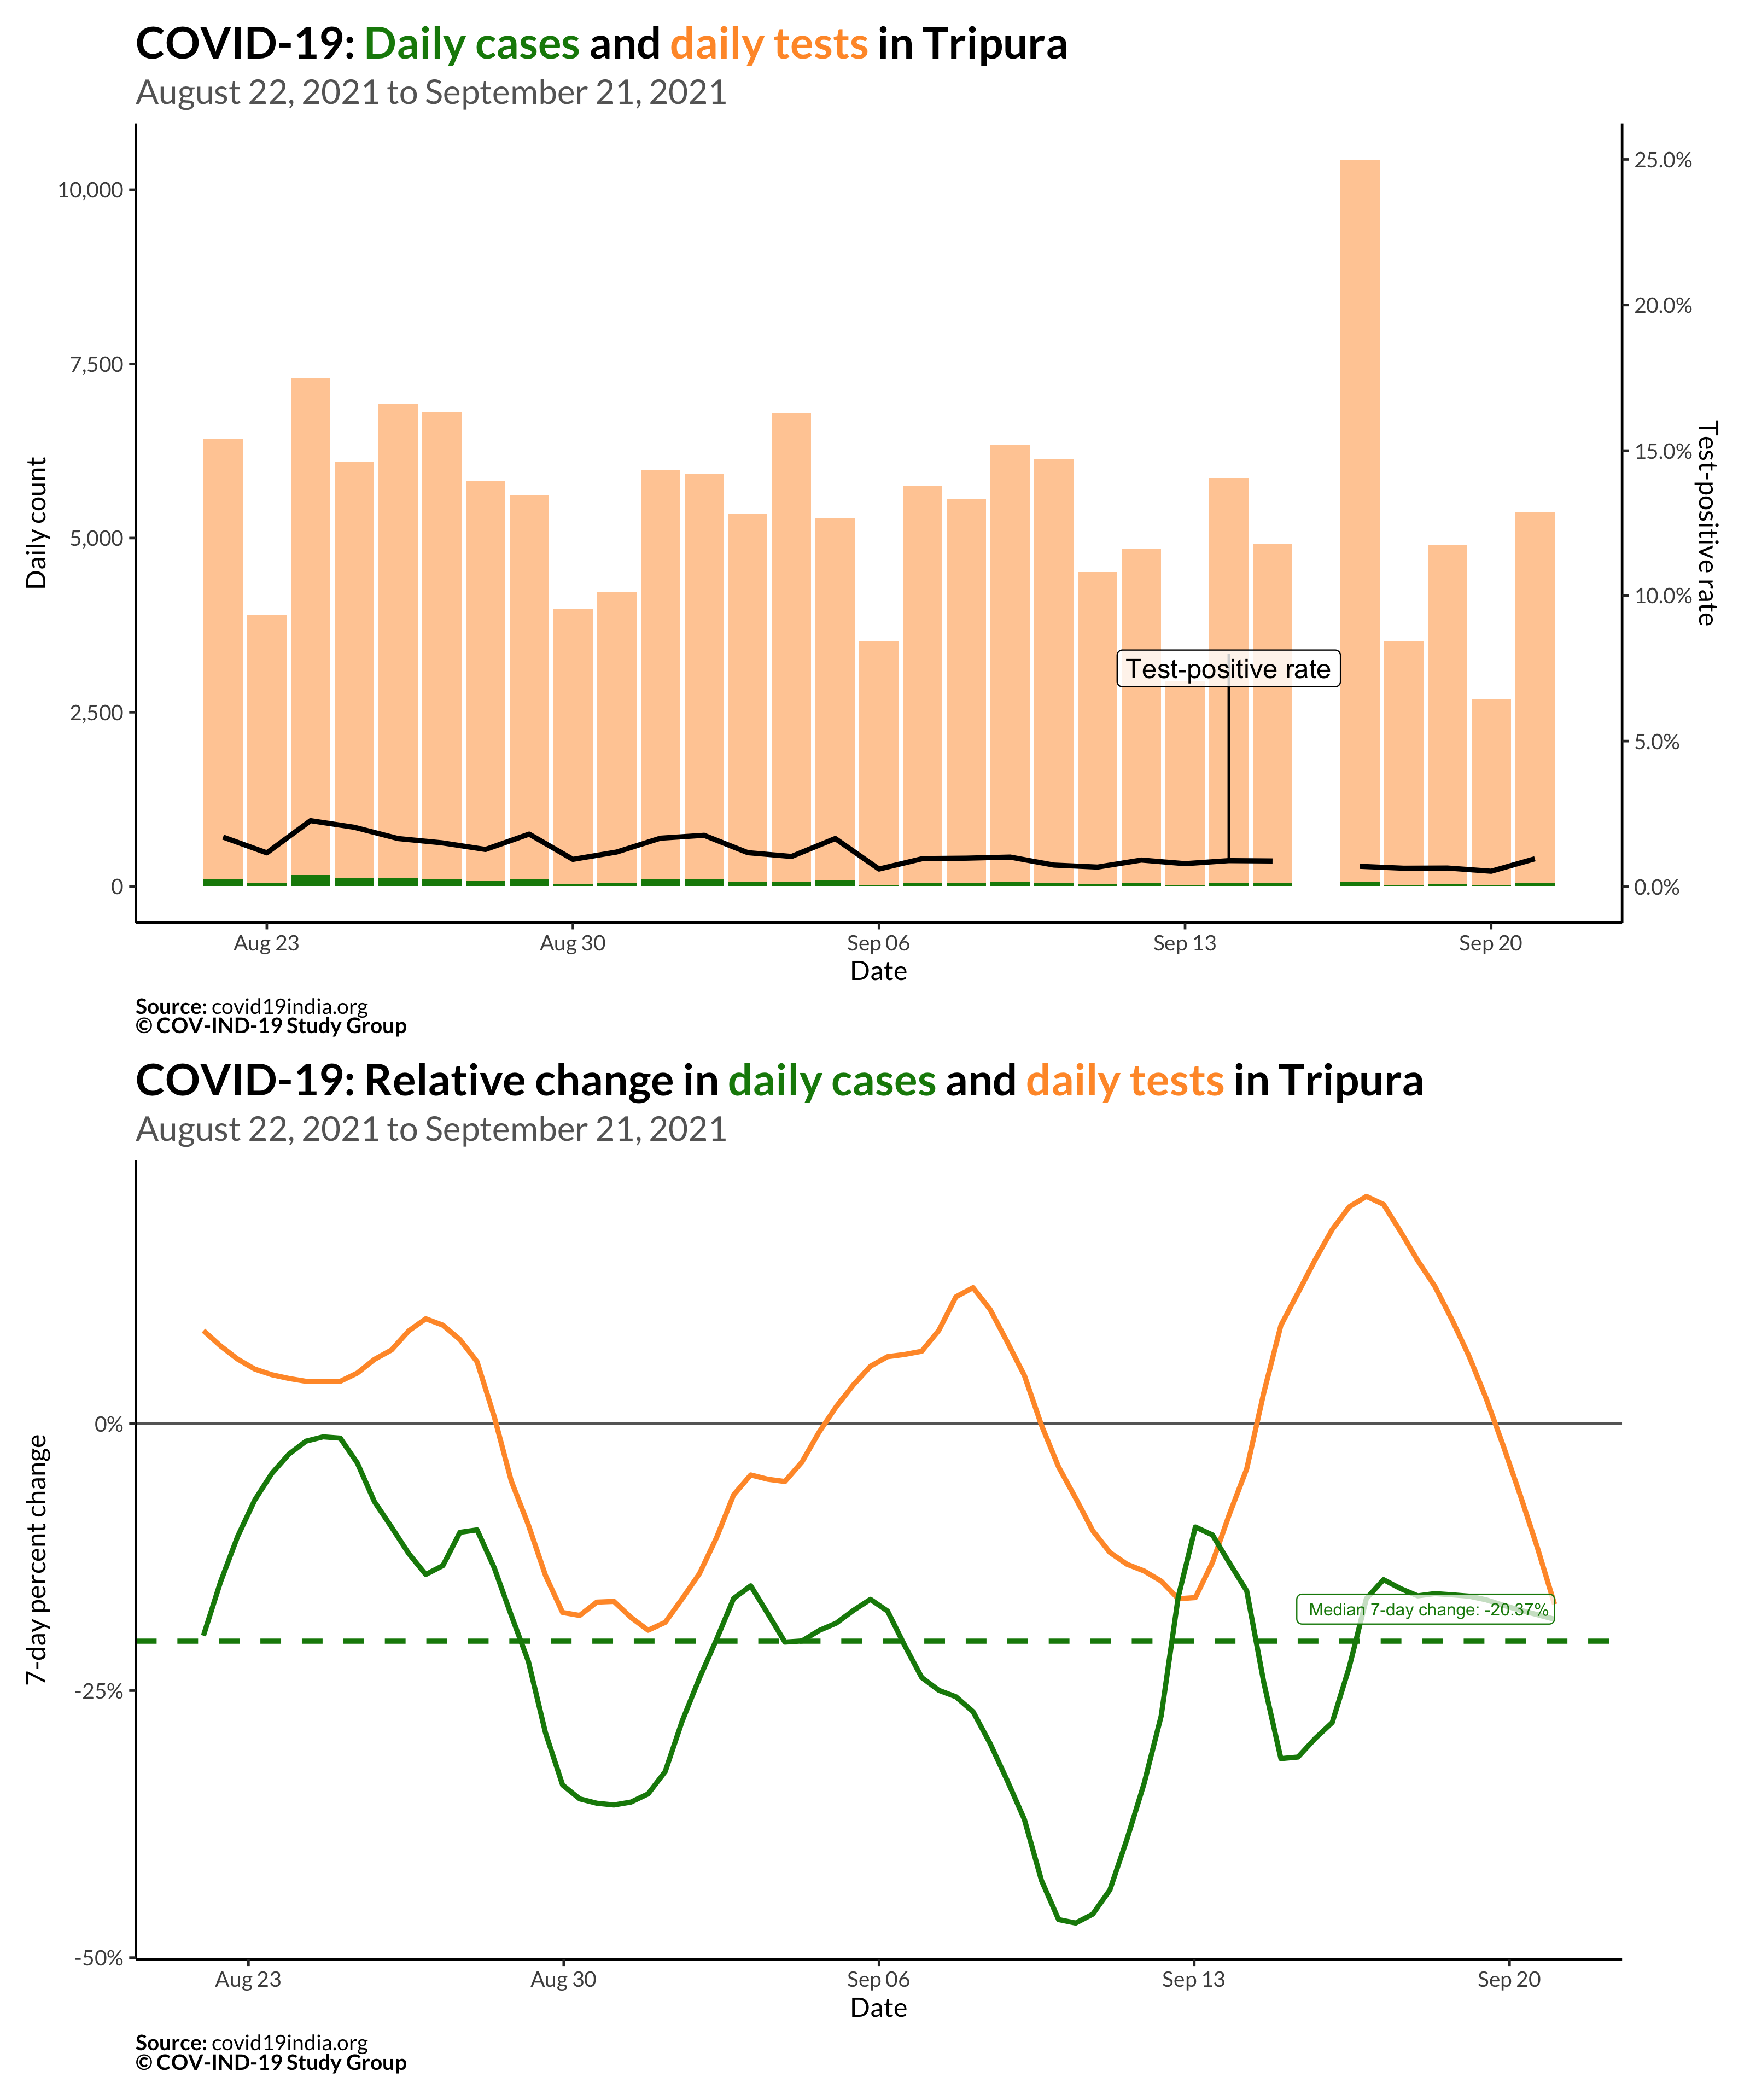 COVID-19: Daily cases and daily tests in Tripura
August 22, 2021 to September 21, 2021
10,000
7,500
5,000
2,500
0
Daily count
25.0%
20.0%
15.0%
10.0%
5.0%
0.0%
Test-positive rate
Test-positive rate
Aug 23
Aug 30
Sep 06
Sep 13
Sep 20
Date
Source: covid19india.org
© COV-IND-19 Study Group
COVID-19: Relative change in daily cases and daily tests in Tripura
August 22, 2021 to September 21, 2021
0%
-25%
-50%
7-day percent change
Median 7-day change: -20.37%
Aug 23
Aug 30
Sep 06
Sep 13
Sep 20
Date
Source: covid19india.org
© COV-IND-19 Study Group